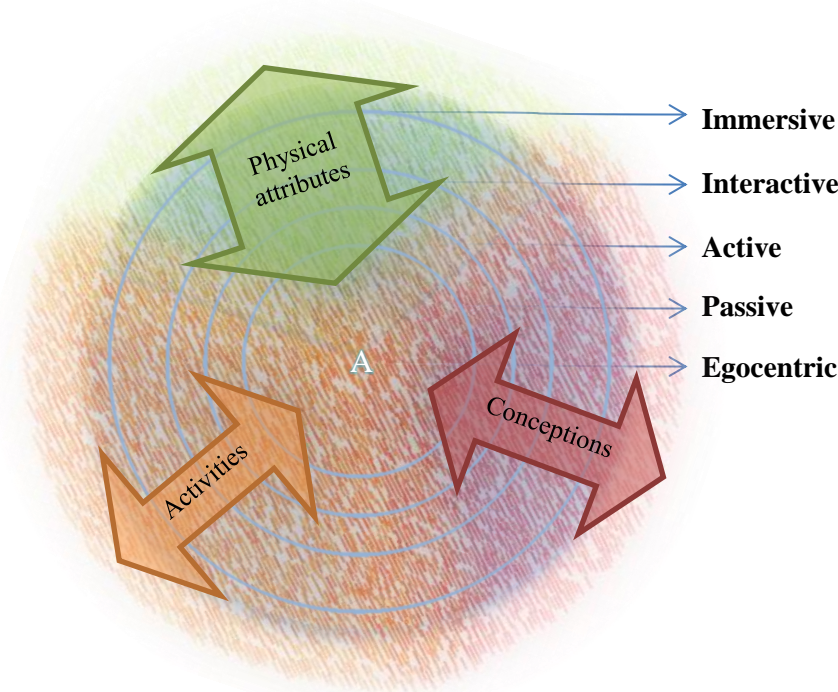 Physical
attributes
Immersive
Interactive
Active
Passive
Egocentric
A
Conceptions
Activities